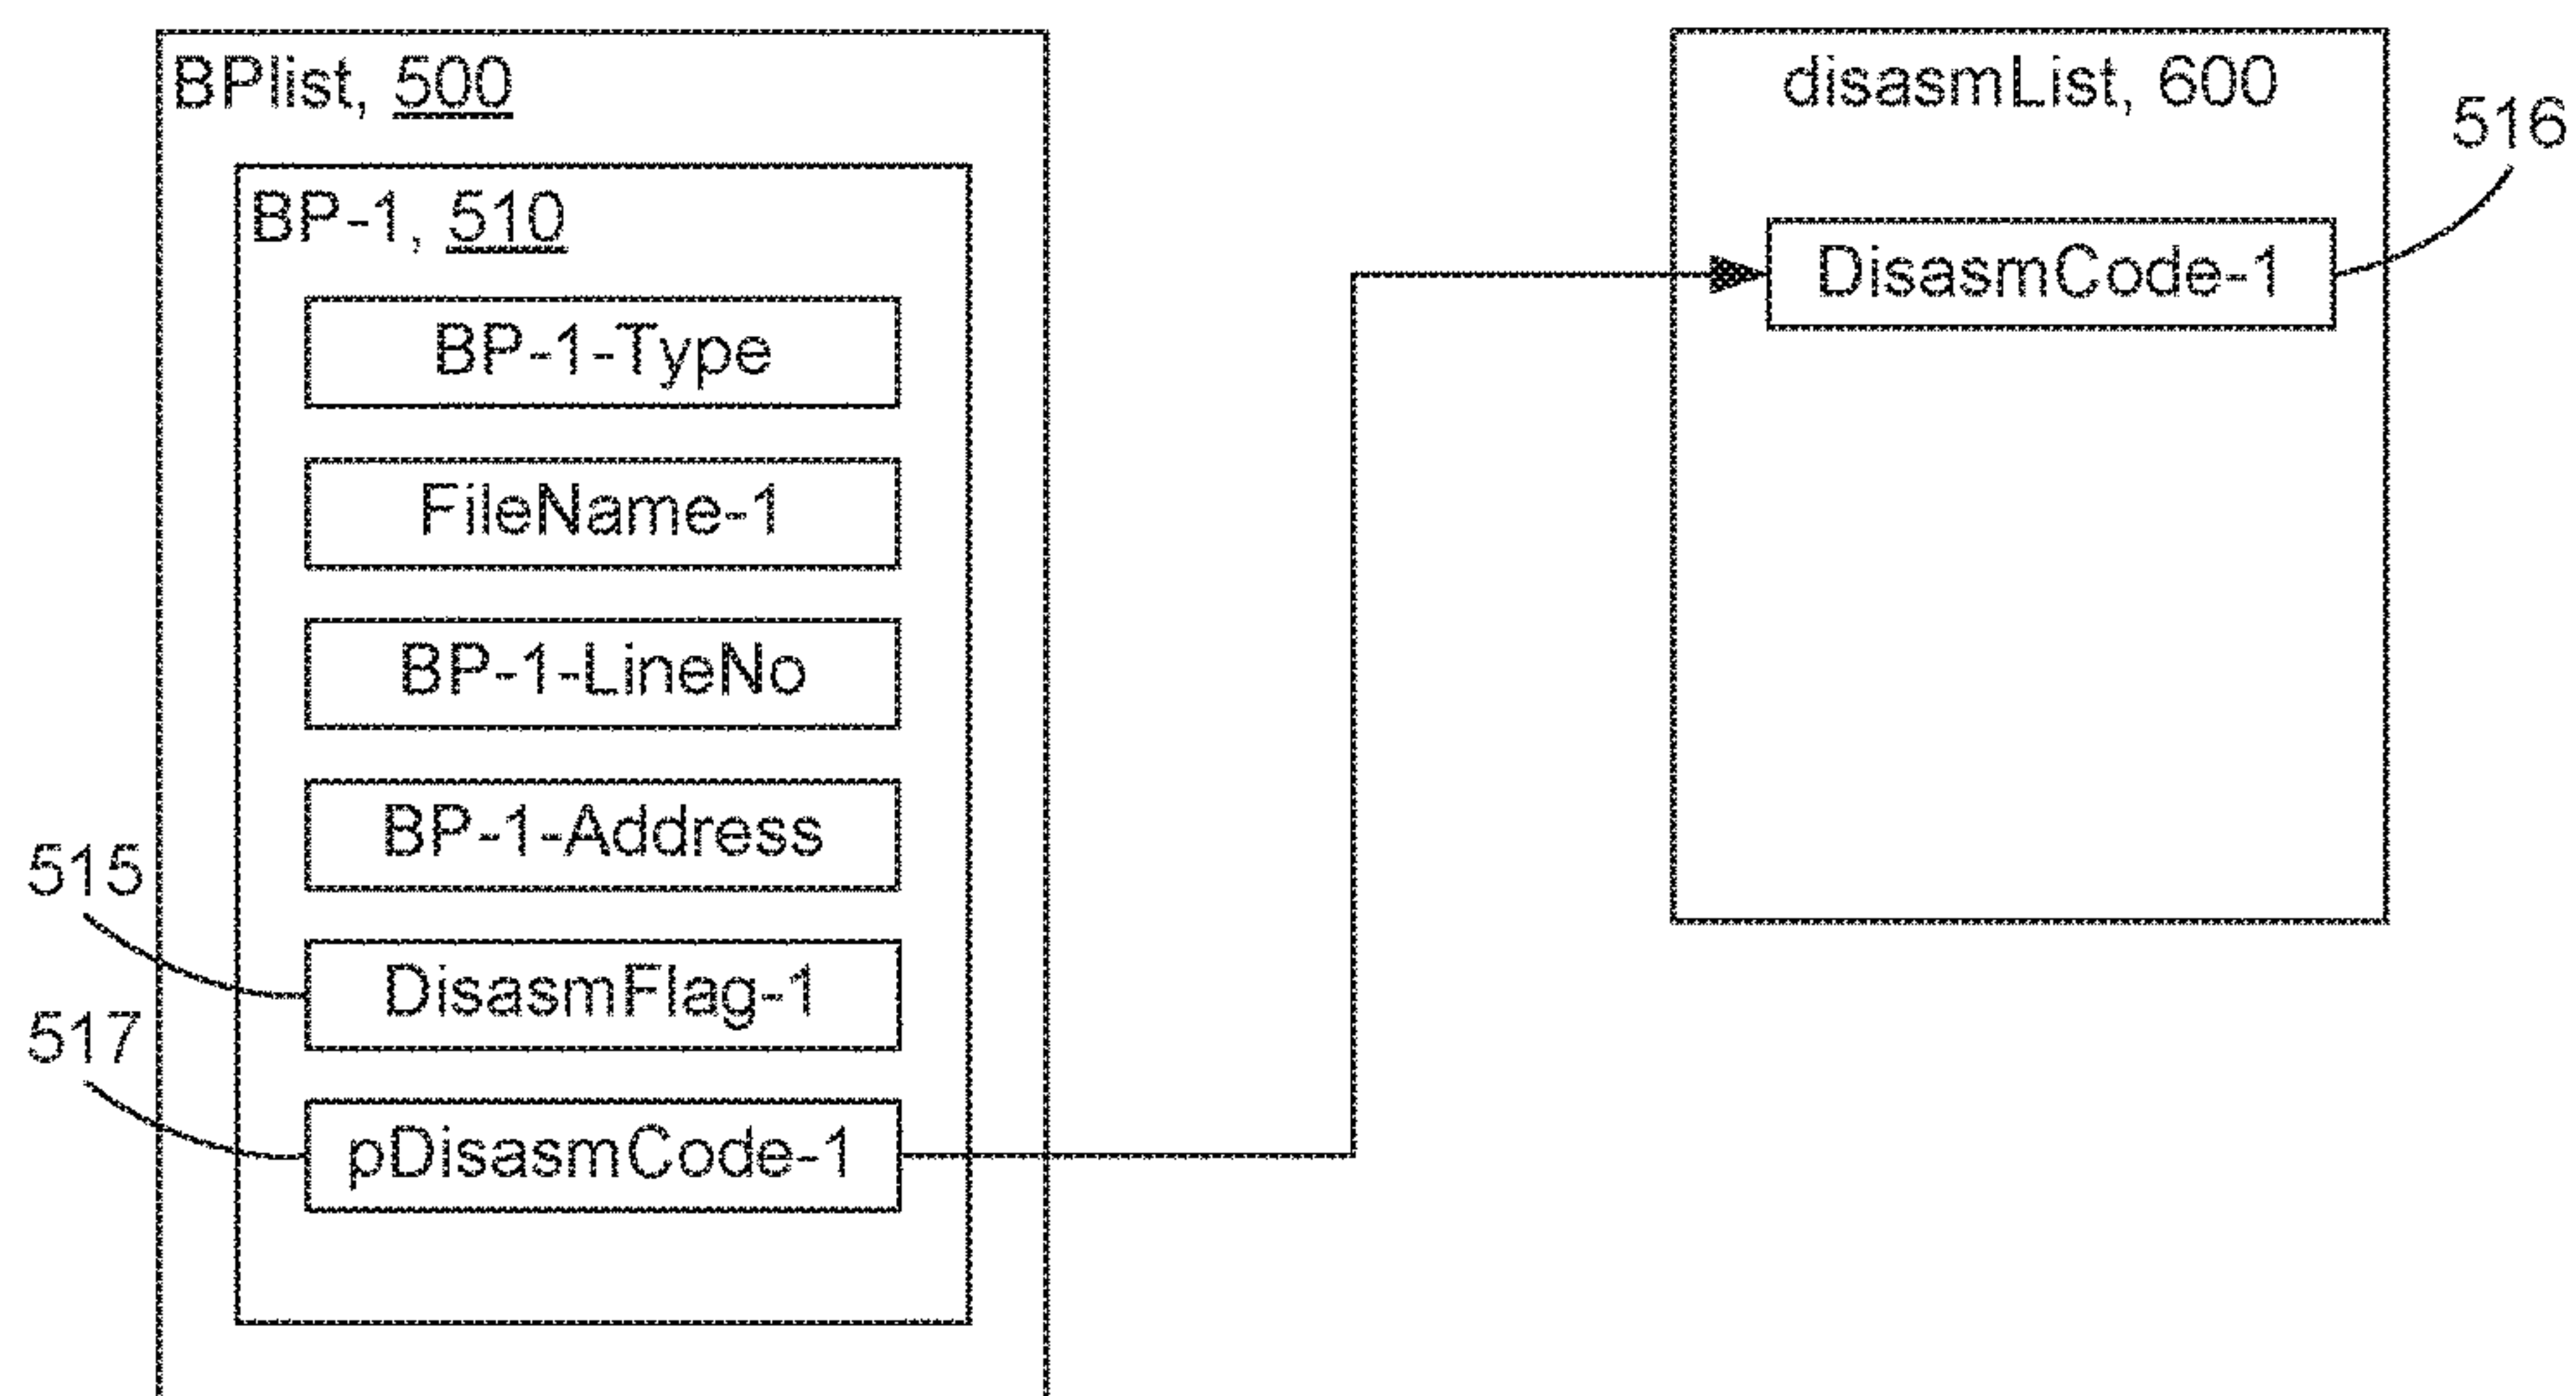 BPlist, 500
BP-1, 510
BP-1-Type
FileName-1
BP-1-LineNo
BP-1-Address
515
DisasmFlag-1
517
pDisasmCode-1
disasmList, 600
516
DisasmCode-1